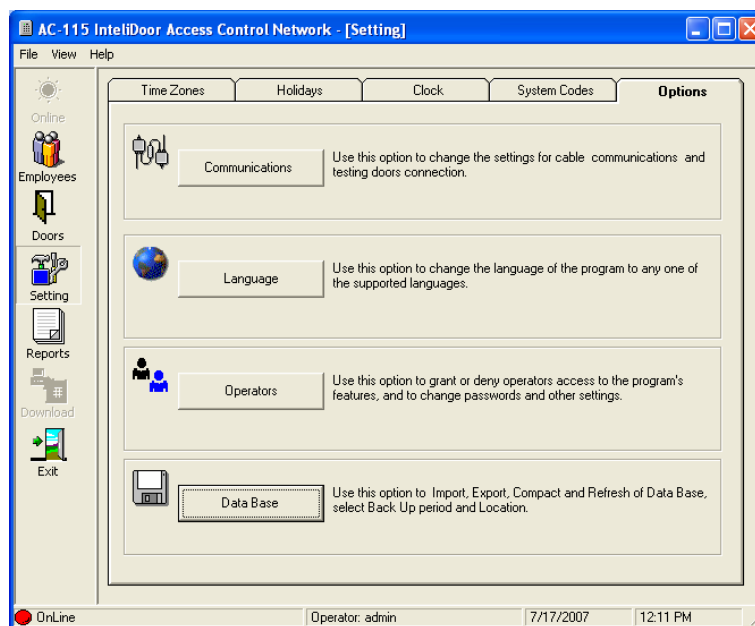 AC-115 InteliDoor Access Control Network - [Setting]
File View Help
Time Zones Holidays Clock System Codes Options
Online
Employees
Doors
Setting
Reports
Download
Exit
Communications
Use this option to change the settings for cable communications and
testing doors connection.
Language
Use this option to change the language of the program to any one of
the supported languages.
Operators
Use this option to grant or deny operators access to the program's
features, and to change passwords and other settings.
Data Base
Use this option to Import, Export, Compact and Refresh of Data Base,
select Back Up period and Location.
OnLine Operator: admin 7/17/2007 12:11 PM